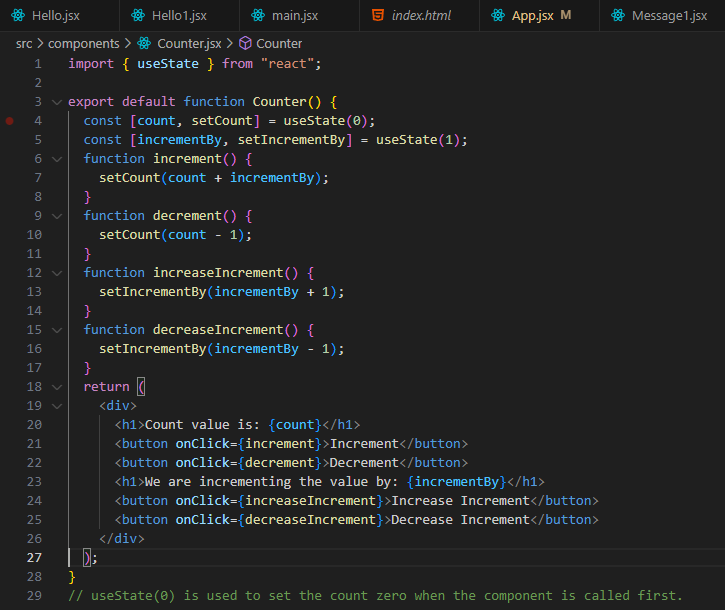 Hello.jsx Hello1.jsx main.jsx index.html App.jsx M Message1.jsx
src > components > Counter.jsx > Counter
1 import { useState } from "react";
2
3 export default function Counter() {
4   const [count, setCount] = useState(0);
5   const [incrementBy, setIncrementBy] = useState(1);
6   function increment() {
7     setCount(count + incrementBy);
8   }
9   function decrement() {
10     setCount(count - 1);
11   }
12   function increaseIncrement() {
13     setIncrementBy(incrementBy + 1);
14   }
15   function decreaseIncrement() {
16     setIncrementBy(incrementBy - 1);
17   }
18   return (
19     <div>
20       <h1>Count value is: {count}</h1>
21       <button onClick={increment}>Increment</button>
22       <button onClick={decrement}>Decrement</button>
23       <h1>We are incrementing the value by: {incrementBy}</h1>
24       <button onClick={increaseIncrement}>Increase Increment</button>
25       <button onClick={decreaseIncrement}>Decrease Increment</button>
26     </div>
27   );
28 }
29 // useState(0) is used to set the count zero when the component is called first.